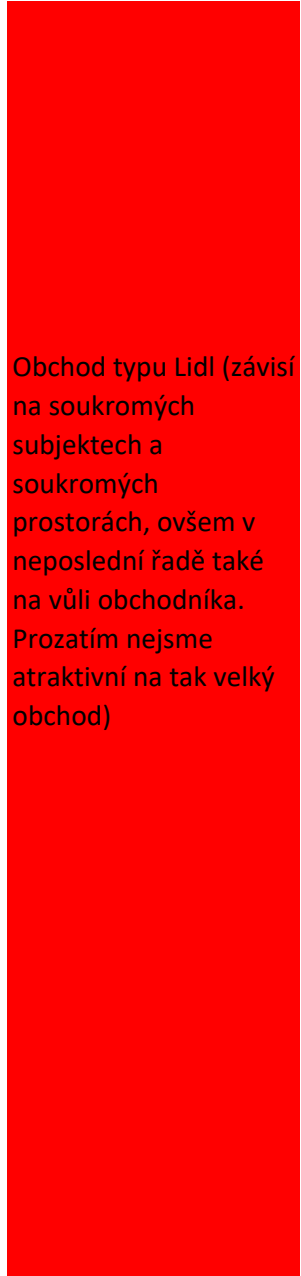 Obchod typu Lidl (závisí
na soukromých
subjektech a
soukromých
prostorách, ovšem v
neposlední řadě také
na vůli obchodníka.
Prozatím nejsme
atraktivní na tak velký
obchod)